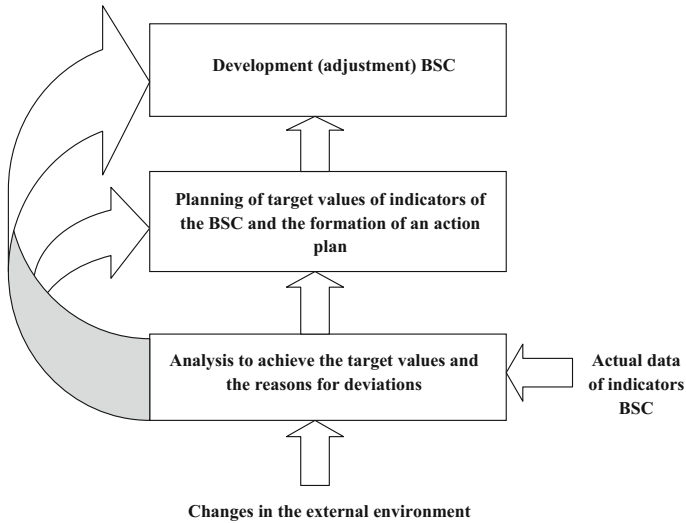 Development (adjustment) BSC
Planning of target values of indicators of
the BSC and the formation of an action
plan
Analysis to achieve the target values and
the reasons for deviations
Actual data
of indicators
BSC
Changes in the external environment